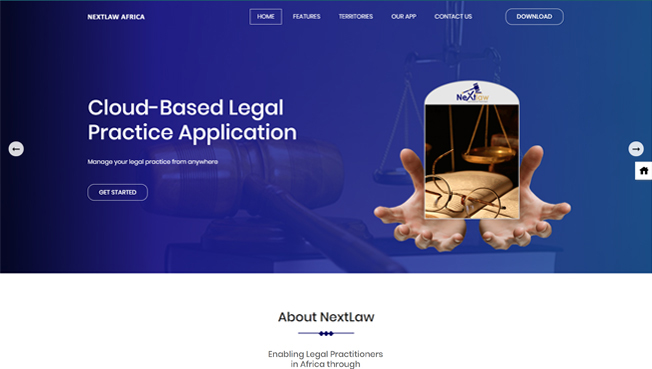 NEXTLAW AFRICA
HOME FEATURES TERRITORIES OUR APP CONTACT US DOWNLOAD
NextLaw
Cloud-Based Legal
Practice Application
Manage your legal practice from anywhere
GET STARTED
About NextLaw
Enabling Legal Practitioners
in Africa through